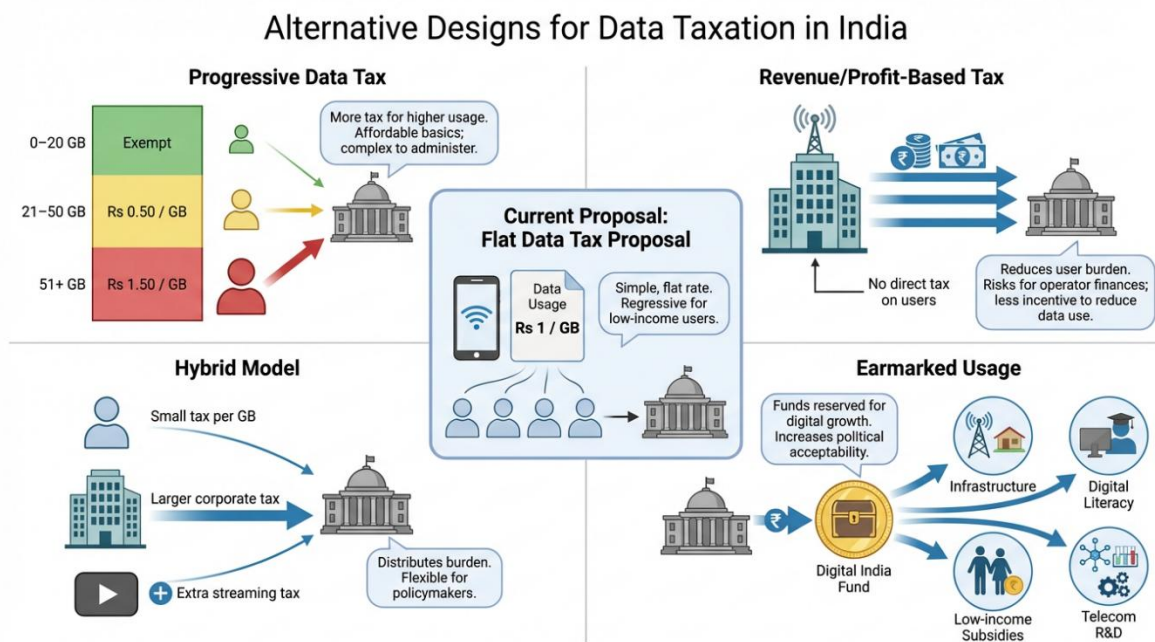 Alternative Designs for Data Taxation in India
Progressive Data Tax
0–20 GB
Exempt
21–50 GB
Rs 0.50 / GB
51+ GB
Rs 1.50 / GB
More tax for higher usage.
Affordable basics;
complex to administer.
Revenue/Profit-Based Tax
₹
₹
No direct tax
on users
Reduces user burden.
Risks for operator finances;
less incentive to reduce
data use.
Current Proposal:
Flat Data Tax Proposal
Data
Usage
Rs 1 / GB
Simple, flat rate.
Regressive for
low-income users.
Hybrid Model
Small tax per GB
Larger corporate tax
Extra streaming tax
Distributes burden.
Flexible for
policymakers.
Earmarked Usage
Funds reserved for
digital growth.
Increases political
acceptability.
₹
Digital India
Fund
Infrastructure
Digital
Literacy
₹
Low-income
Subsidies
Telecom
R&D